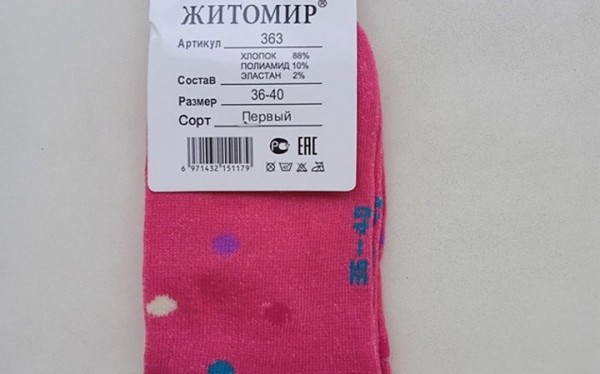 ЖИТОМИР®
Артикул 363
ХЛОПОК 88%
ПОЛИАМИД 10%
Состав ЭЛАСТАН 2%
Размер 36-40
Сорт Первый
Р ЕАС
6 971432 151179
36-40